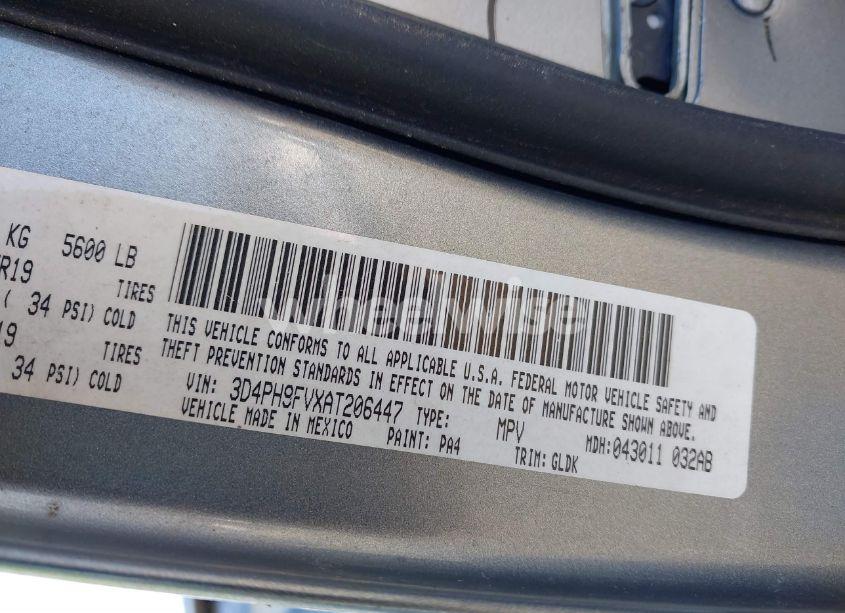 KG 5600 LB
R19 TIRES
( 34 PSI) COLD
19 TIRES
34 PSI) COLD
wheelwise
THIS VEHICLE CONFORMS TO ALL APPLICABLE U.S.A. FEDERAL MOTOR VEHICLE SAFETY AND
THEFT PREVENTION STANDARDS IN EFFECT ON THE DATE OF MANUFACTURE SHOWN ABOVE.
VIN: 3D4PH9FVXAT206447 TYPE: MPV MDH:043011 032AB
VEHICLE MADE IN MEXICO PAINT: PA4 TRIM: GLDK